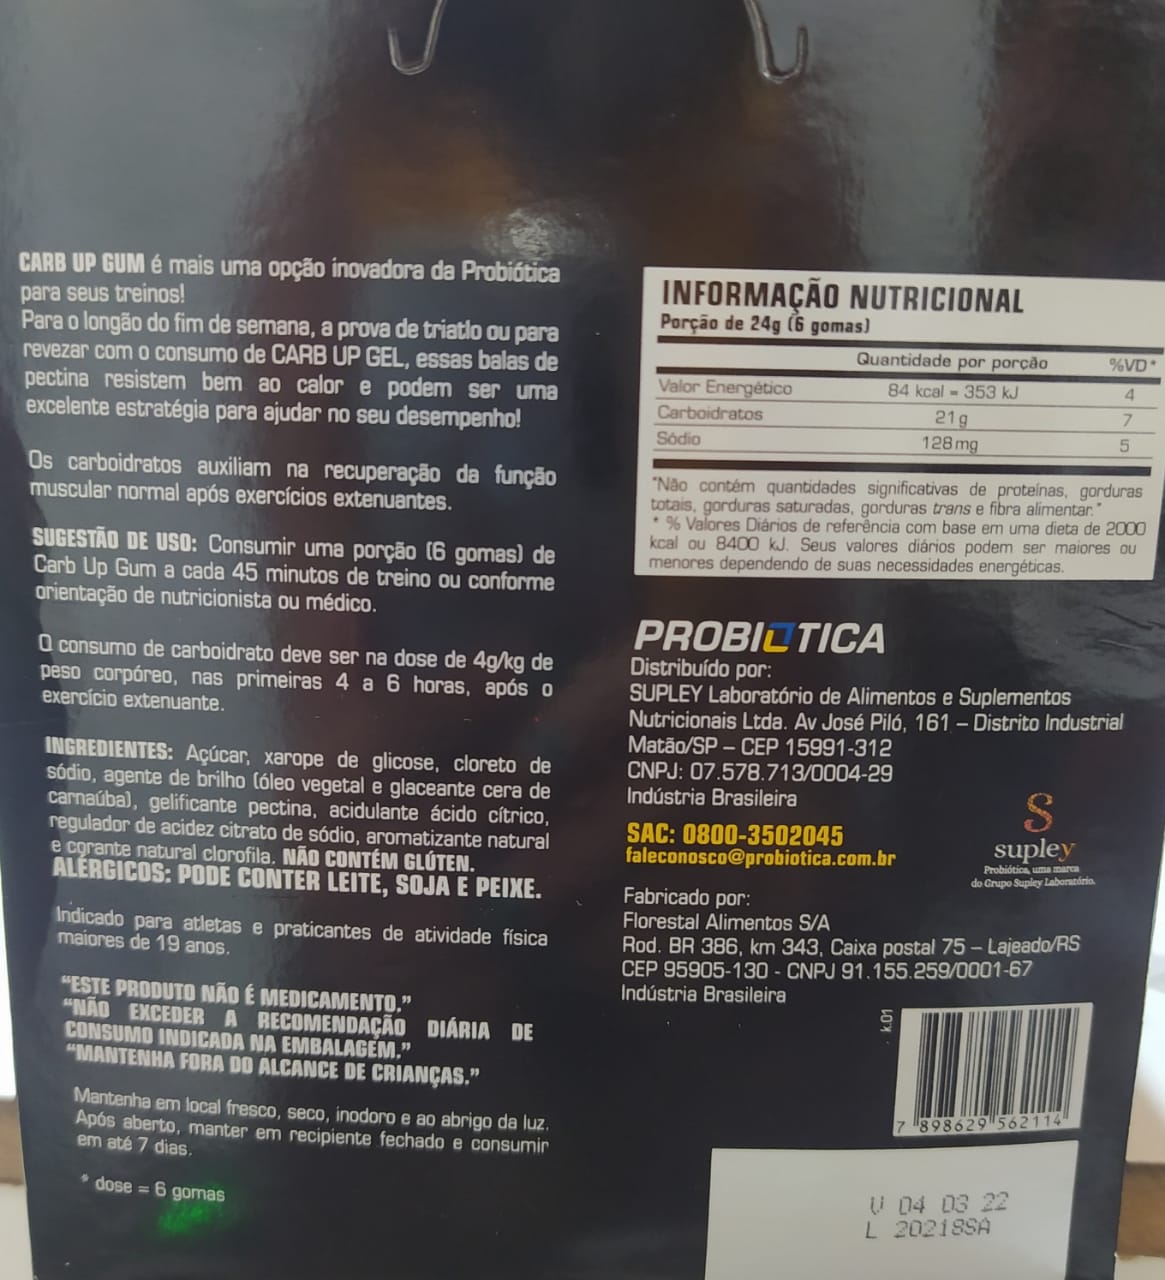 CARB UP GUM é mais uma opção inovadora da Probiótica
para seus treinos!
Para o longão do fim de semana, a prova de triatlo ou para
revezar com o consumo de CARB UP GEL, essas balas de
pectina resistem bem ao calor e podem ser uma
excelente estratégia para ajudar no seu desempenho!
Os carboidratos auxiliam na recuperação da função
muscular normal após exercícios extenuantes.
SUGESTÃO DE USO: Consumir uma porção (6 gomas) de
Carb Up Gum a cada 45 minutos de treino ou conforme
orientação de nutricionista ou médico.
O consumo de carboidrato deve ser na dose de 4g/kg de
peso corpóreo, nas primeiras 4 a 6 horas, após o
exercício extenuante.
INGREDIENTES: Açúcar, xarope de glicose, cloreto de
sódio, agente de brilho (óleo vegetal e glaceante cera de
carnaúba), gelificante pectina, acidulante ácido cítrico,
regulador de acidez citrato de sódio, aromatizante natural
e corante natural clorofila. NÃO CONTÉM GLÚTEN.
ALÉRGICOS: PODE CONTER LEITE, SOJA E PEIXE.
Indicado para atletas e praticantes de atividade física
maiores de 19 anos.
"ESTE PRODUTO NÃO É MEDICAMENTO."
"NÃO EXCEDER A RECOMENDAÇÃO DIÁRIA DE
CONSUMO INDICADA NA EMBALAGEM."
"MANTENHA FORA DO ALCANCE DE CRIANÇAS."
Mantenha em local fresco, seco, inodoro e ao abrigo da luz.
Após aberto, manter em recipiente fechado e consumir
em até 7 dias.
* dose = 6 gomas
INFORMAÇÃO NUTRICIONAL
Porção de 24g (6 gomas)
Quantidade por porção %VD*
Valor Energético 84 kcal = 353 kJ 4
Carboidratos 21g 7
Sódio 128mg 5
"Não contém quantidades significativas de proteínas, gorduras
totais, gorduras saturadas, gorduras trans e fibra alimentar."
* % Valores Diários de referência com base em uma dieta de 2000
kcal ou 8400 kJ. Seus valores diários podem ser maiores ou
menores dependendo de suas necessidades energéticas.
PROBIOTICA
Distribuído por:
SUPLEY Laboratório de Alimentos e Suplementos
Nutricionais Ltda. Av José Piló, 161 – Distrito Industrial
Matão/SP – CEP 15991-312
CNPJ: 07.578.713/0004-29
Indústria Brasileira
SAC: 0800-3502045
faleconosco@probiotica.com.br
S
supley
Probiótica, uma marca
do Grupo Supley Laboratório.
Fabricado por:
Florestal Alimentos S/A
Rod. BR 386, km 343, Caixa postal 75 – Lajeado/RS
CEP 95905-130 - CNPJ 91.155.259/0001-67
Indústria Brasileira
k.01
7 898629 562114
V 04 03 22
L 20218SA